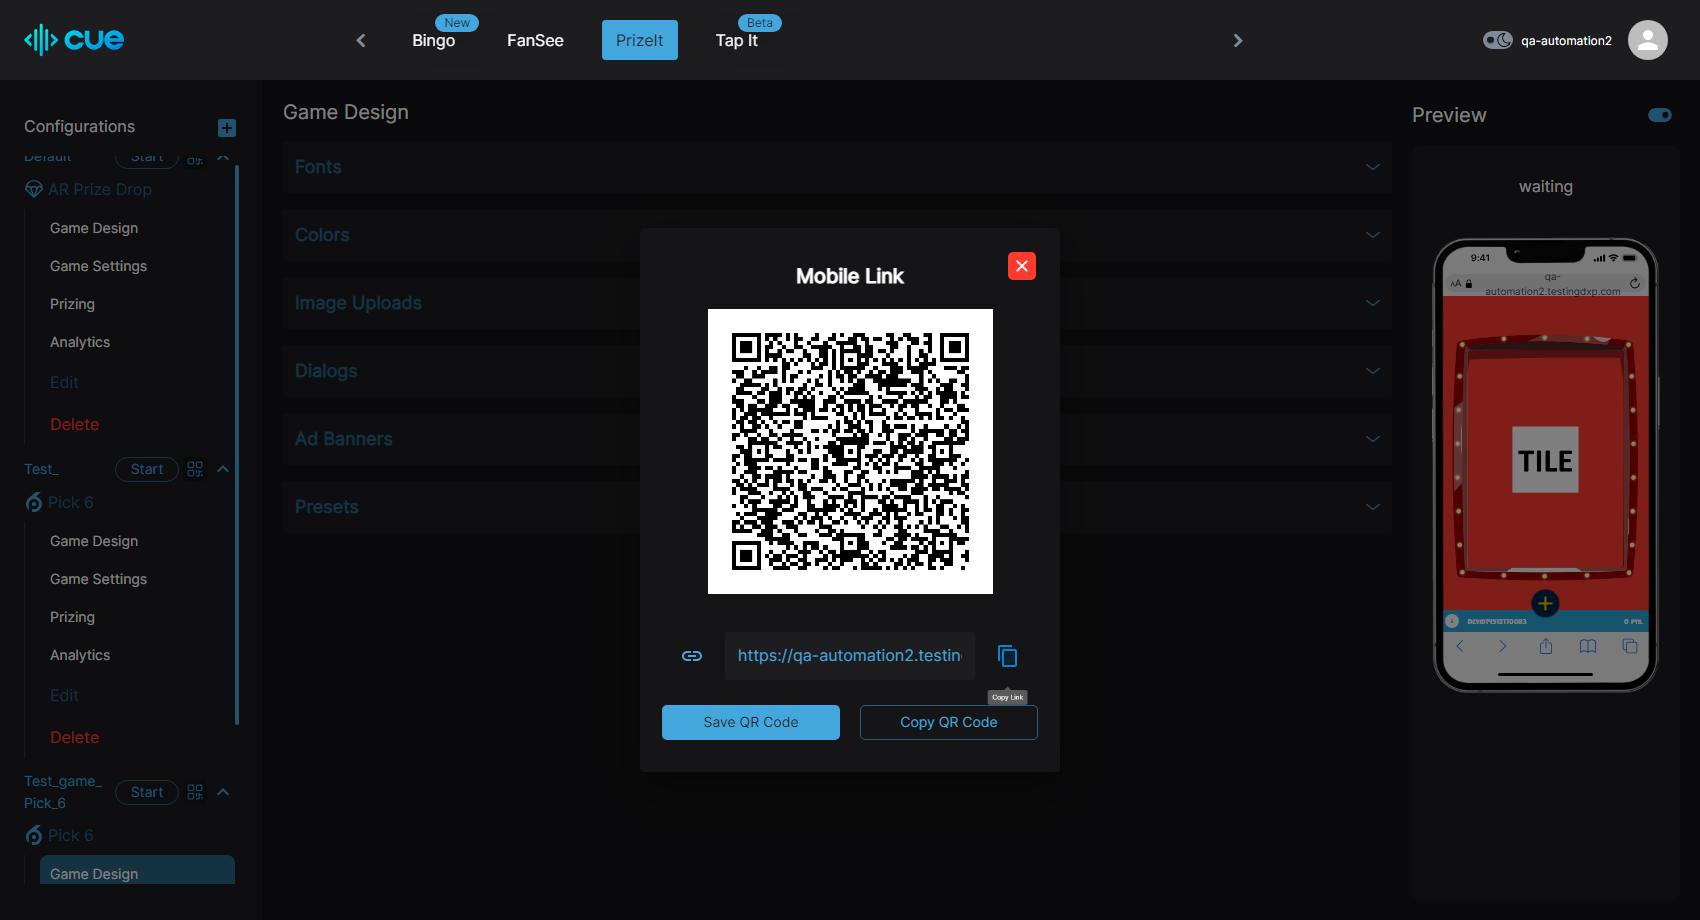 cue
New
Bingo
FanSee
PrizeIt
Beta
Tap It
qa-automation2
Configurations
Default
Start
AR Prize Drop
Game Design
Game Settings
Prizing
Analytics
Edit
Delete
Test_
Start
Pick 6
Game Design
Game Settings
Prizing
Analytics
Edit
Delete
Test_game_
Pick_6
Start
Pick 6
Game Design
Game Design
Fonts
Colors
Image Uploads
Dialogs
Ad Banners
Presets
Mobile Link
https://qa-automation2.testin
Copy Link
Save QR Code
Copy QR Code
Preview
waiting
9:41
AA
qa-
automation2.testingdxp.com
TILE
0 PTS.